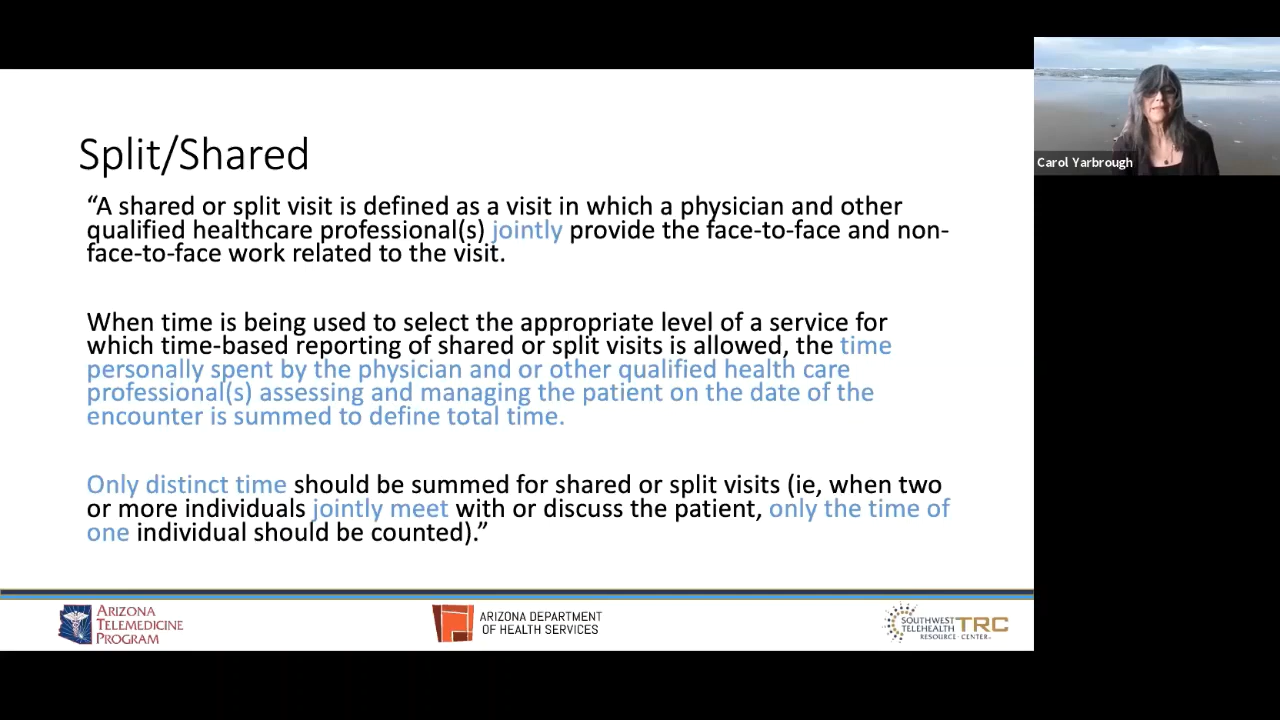 Split/Shared
“A shared or split visit is defined as a visit in which a physician and other
qualified healthcare professional(s) jointly provide the face-to-face and non-
face-to-face work related to the visit.
When time is being used to select the appropriate level of a service for
which time-based reporting of shared or split visits is allowed, the time
personally spent by the physician and or other qualified health care
professional(s) assessing and managing the patient on the date of the
encounter is summed to define total time.
Only distinct time should be summed for shared or split visits (ie, when two
or more individuals jointly meet with or discuss the patient, only the time of
one individual should be counted).”
ARIZONA
TELEMEDICINE
PROGRAM
ARIZONA DEPARTMENT
OF HEALTH SERVICES
SOUTHWEST
TELEHEALTH
RESOURCE CENTER
TRC
Carol Yarbrough